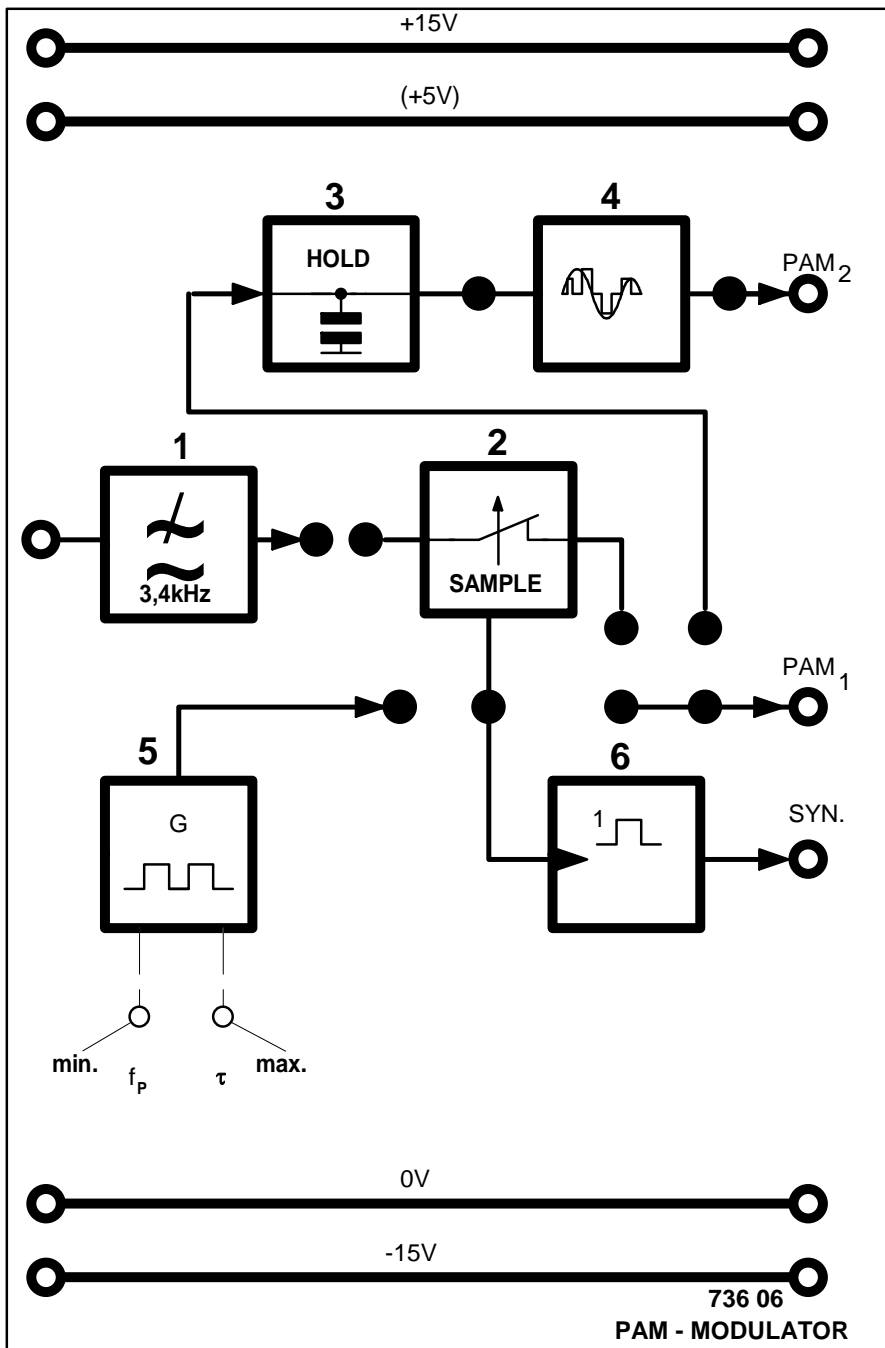 +15V
(+5V)
3
4
HOLD
PAM2
1
2
3,4kHz
SAMPLE
PAM1
5
6
G
1
SYN.
min.
fP
τ
max.
0V
-15V
736 06
PAM - MODULATOR